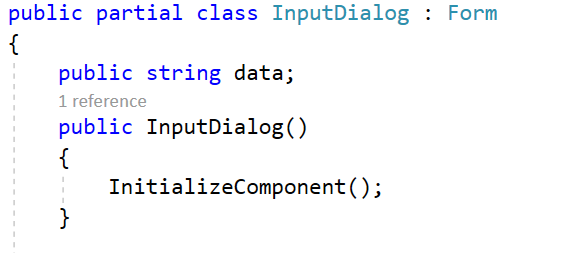 public partial class InputDialog : Form
{
public string data;
1 reference
public InputDialog()
{
InitializeComponent();
}